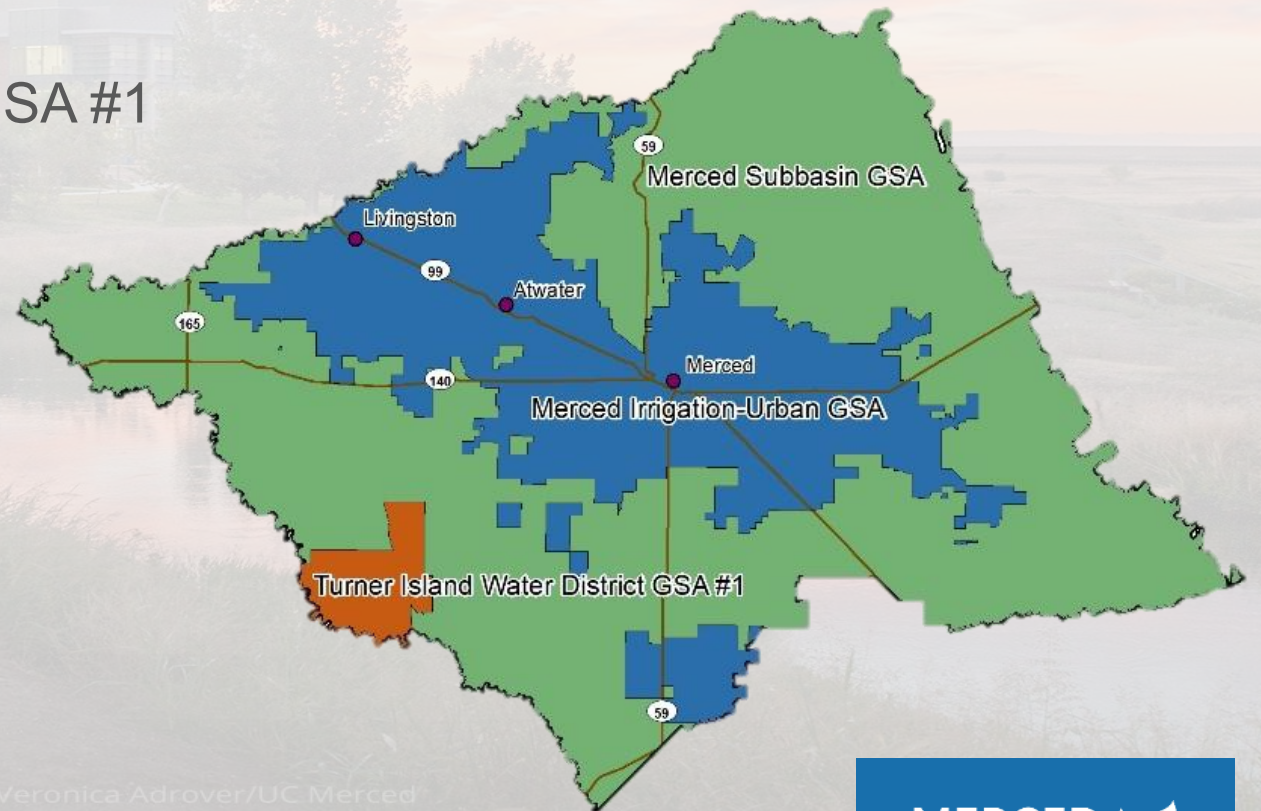 SA #1
59
Merced Subbasin GSA
Livingston
99
Atwater
165
Merced
140
Merced Irrigation-Urban GSA
Turner Island Water District GSA #1
59
Veronica Adrover/UC Merced
MERCED